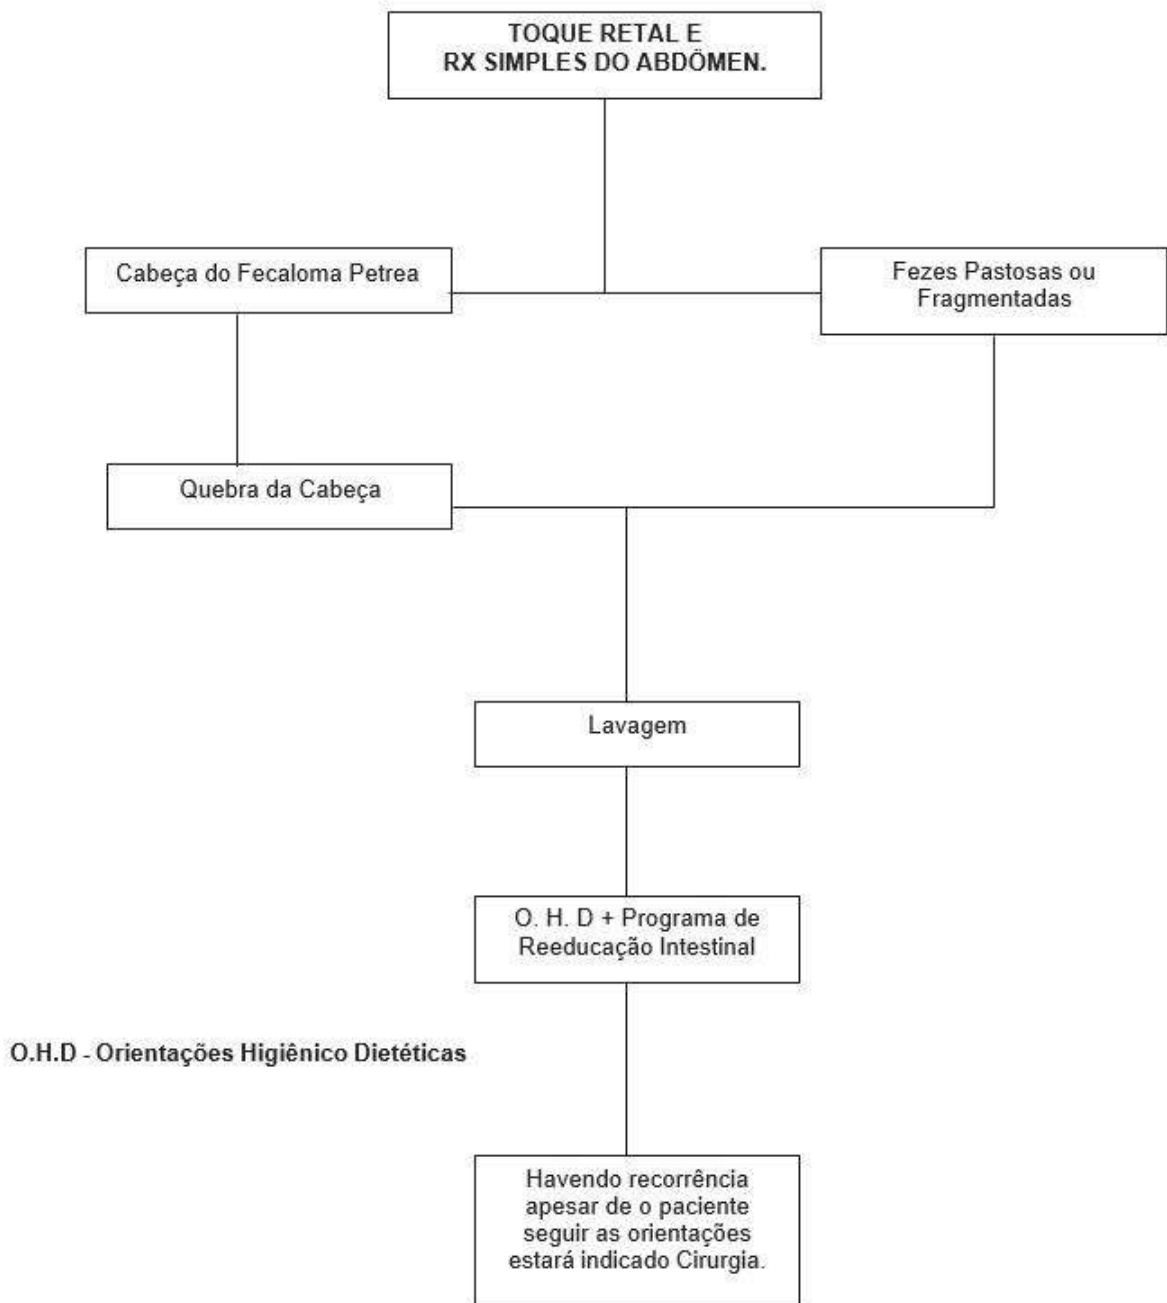 TOQUE RETAL E
RX SIMPLES DO ABDÔMEN.
Cabeça do Fecaloma Petrea
Fezes Pastosas ou
Fragmentadas
Quebra da Cabeça
Lavagem
O. H. D + Programa de
Reeducação Intestinal
O.H.D - Orientações Higiênico Dietéticas
Havendo recorrência
apesar de o paciente
seguir as orientações
estará indicado Cirurgia.